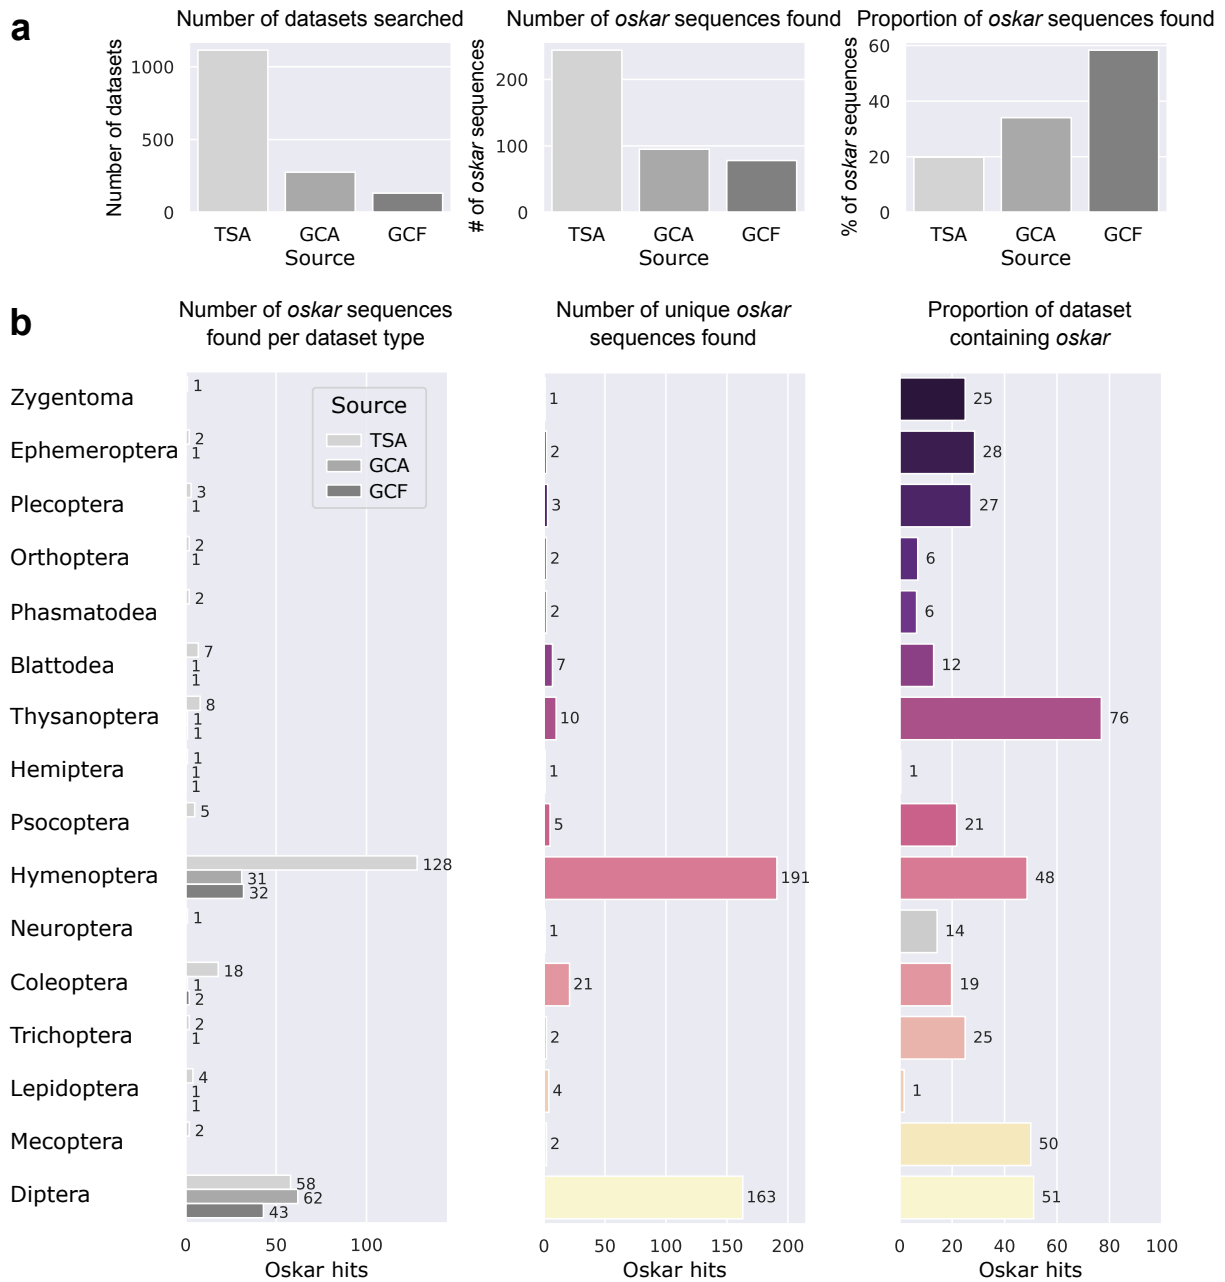 a
Number of datasets searched
Number of oskar sequences found
Proportion of oskar sequences found
Number of datasets
1000
500
0
TSA GCA GCF
Source
# of oskar sequences
200
100
0
TSA GCA GCF
Source
% of oskar sequences
60
40
20
0
TSA GCA GCF
Source
b
Number of oskar sequences
found per dataset type
Number of unique oskar
sequences found
Proportion of dataset
containing oskar
Source
TSA
GCA
GCF
Zygentoma 1 1 25
Ephemeroptera 2 1 2 28
Plecoptera 3 1 3 27
Orthoptera 2 1 2 6
Phasmatodea 2 2 6
Blattodea 7 1 1 7 12
Thysanoptera 8 1 1 10 76
Hemiptera 1 1 1 1 1
Psocoptera 5 5 21
Hymenoptera 128 31 32 191 48
Neuroptera 1 1 14
Coleoptera 18 1 2 21 19
Trichoptera 2 1 2 25
Lepidoptera 4 1 1 4 1
Mecoptera 2 2 50
Diptera 58 62 43 163 51
0 100
Oskar hits
0 50 100 150 200
Oskar hits
0 20 40 60 80 100
Oskar hits